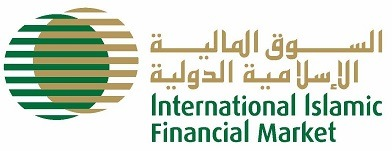 السوق المالية
الإسلامية الدولية
International Islamic
Financial Market